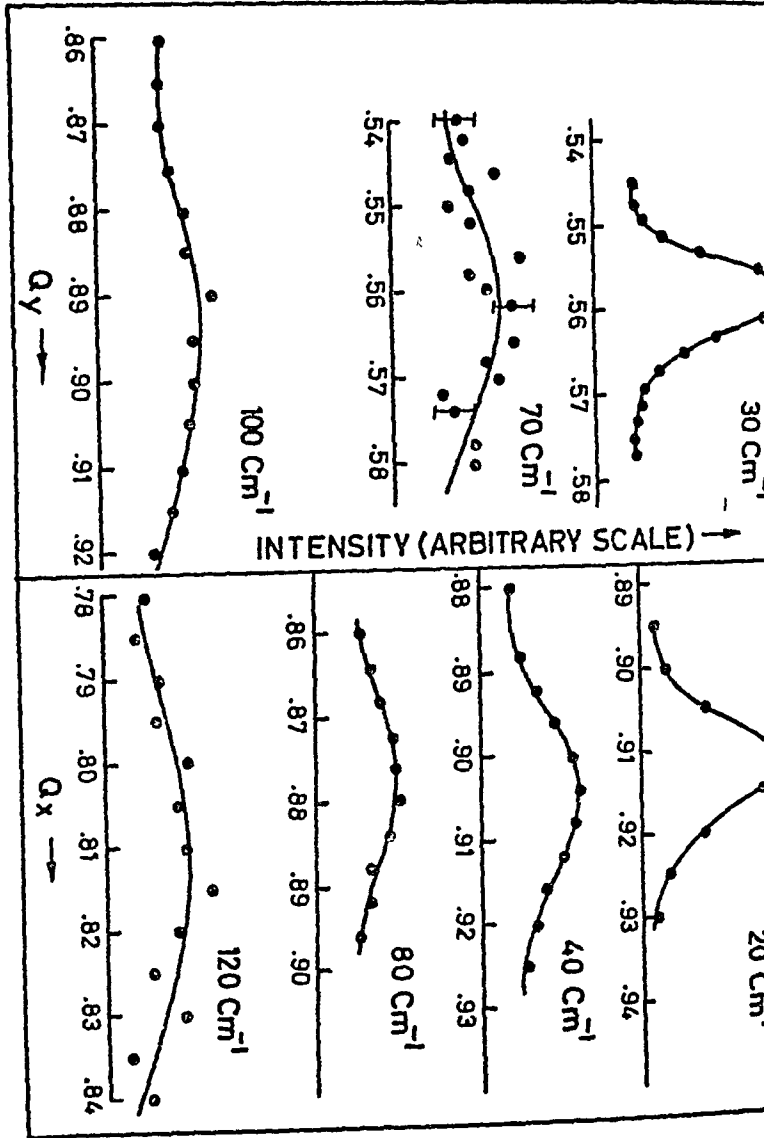 30 Cm⁻¹
.54 .55 .56 .57 .58
70 Cm⁻¹
.54 .55 .56 .57 .58
100 Cm⁻¹
.86 .87 .88 .89 .90 .91 .92
Qy →
INTENSITY (ARBITRARY SCALE) →
20 Cm⁻
.89 .90 .91 .92 .93 .94
40 Cm⁻¹
.88 .89 .90 .91 .92 .93
80 Cm⁻¹
.86 .87 .88 .89 .90
120 Cm⁻¹
.78 .79 .80 .81 .82 .83 .84
Qx →